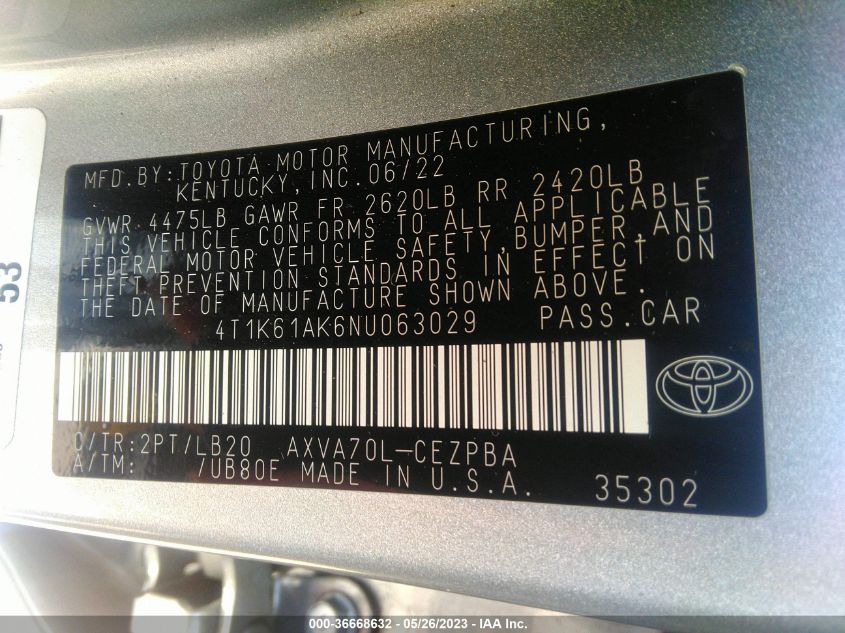 53
MFD.BY:TOYOTA MOTOR MANUFACTURING,
KENTUCKY,INC.06/22
GVWR 4475LB GAWR FR 2620LB RR 2420LB
THIS VEHICLE CONFORMS TO ALL APPLICABLE
FEDERAL MOTOR VEHICLE SAFETY,BUMPER,AND
THEFT PREVENTION STANDARDS IN EFFECT ON
THE DATE OF MANUFACTURE SHOWN ABOVE.
4T1K61AK6NU063029 PASS.CAR
C/TR:2PT/LB20 AXVA70L-CEZPBA
A/TM: /UB80E MADE IN U.S.A. 35302
000-36668632 - 05/26/2023 - IAA Inc.